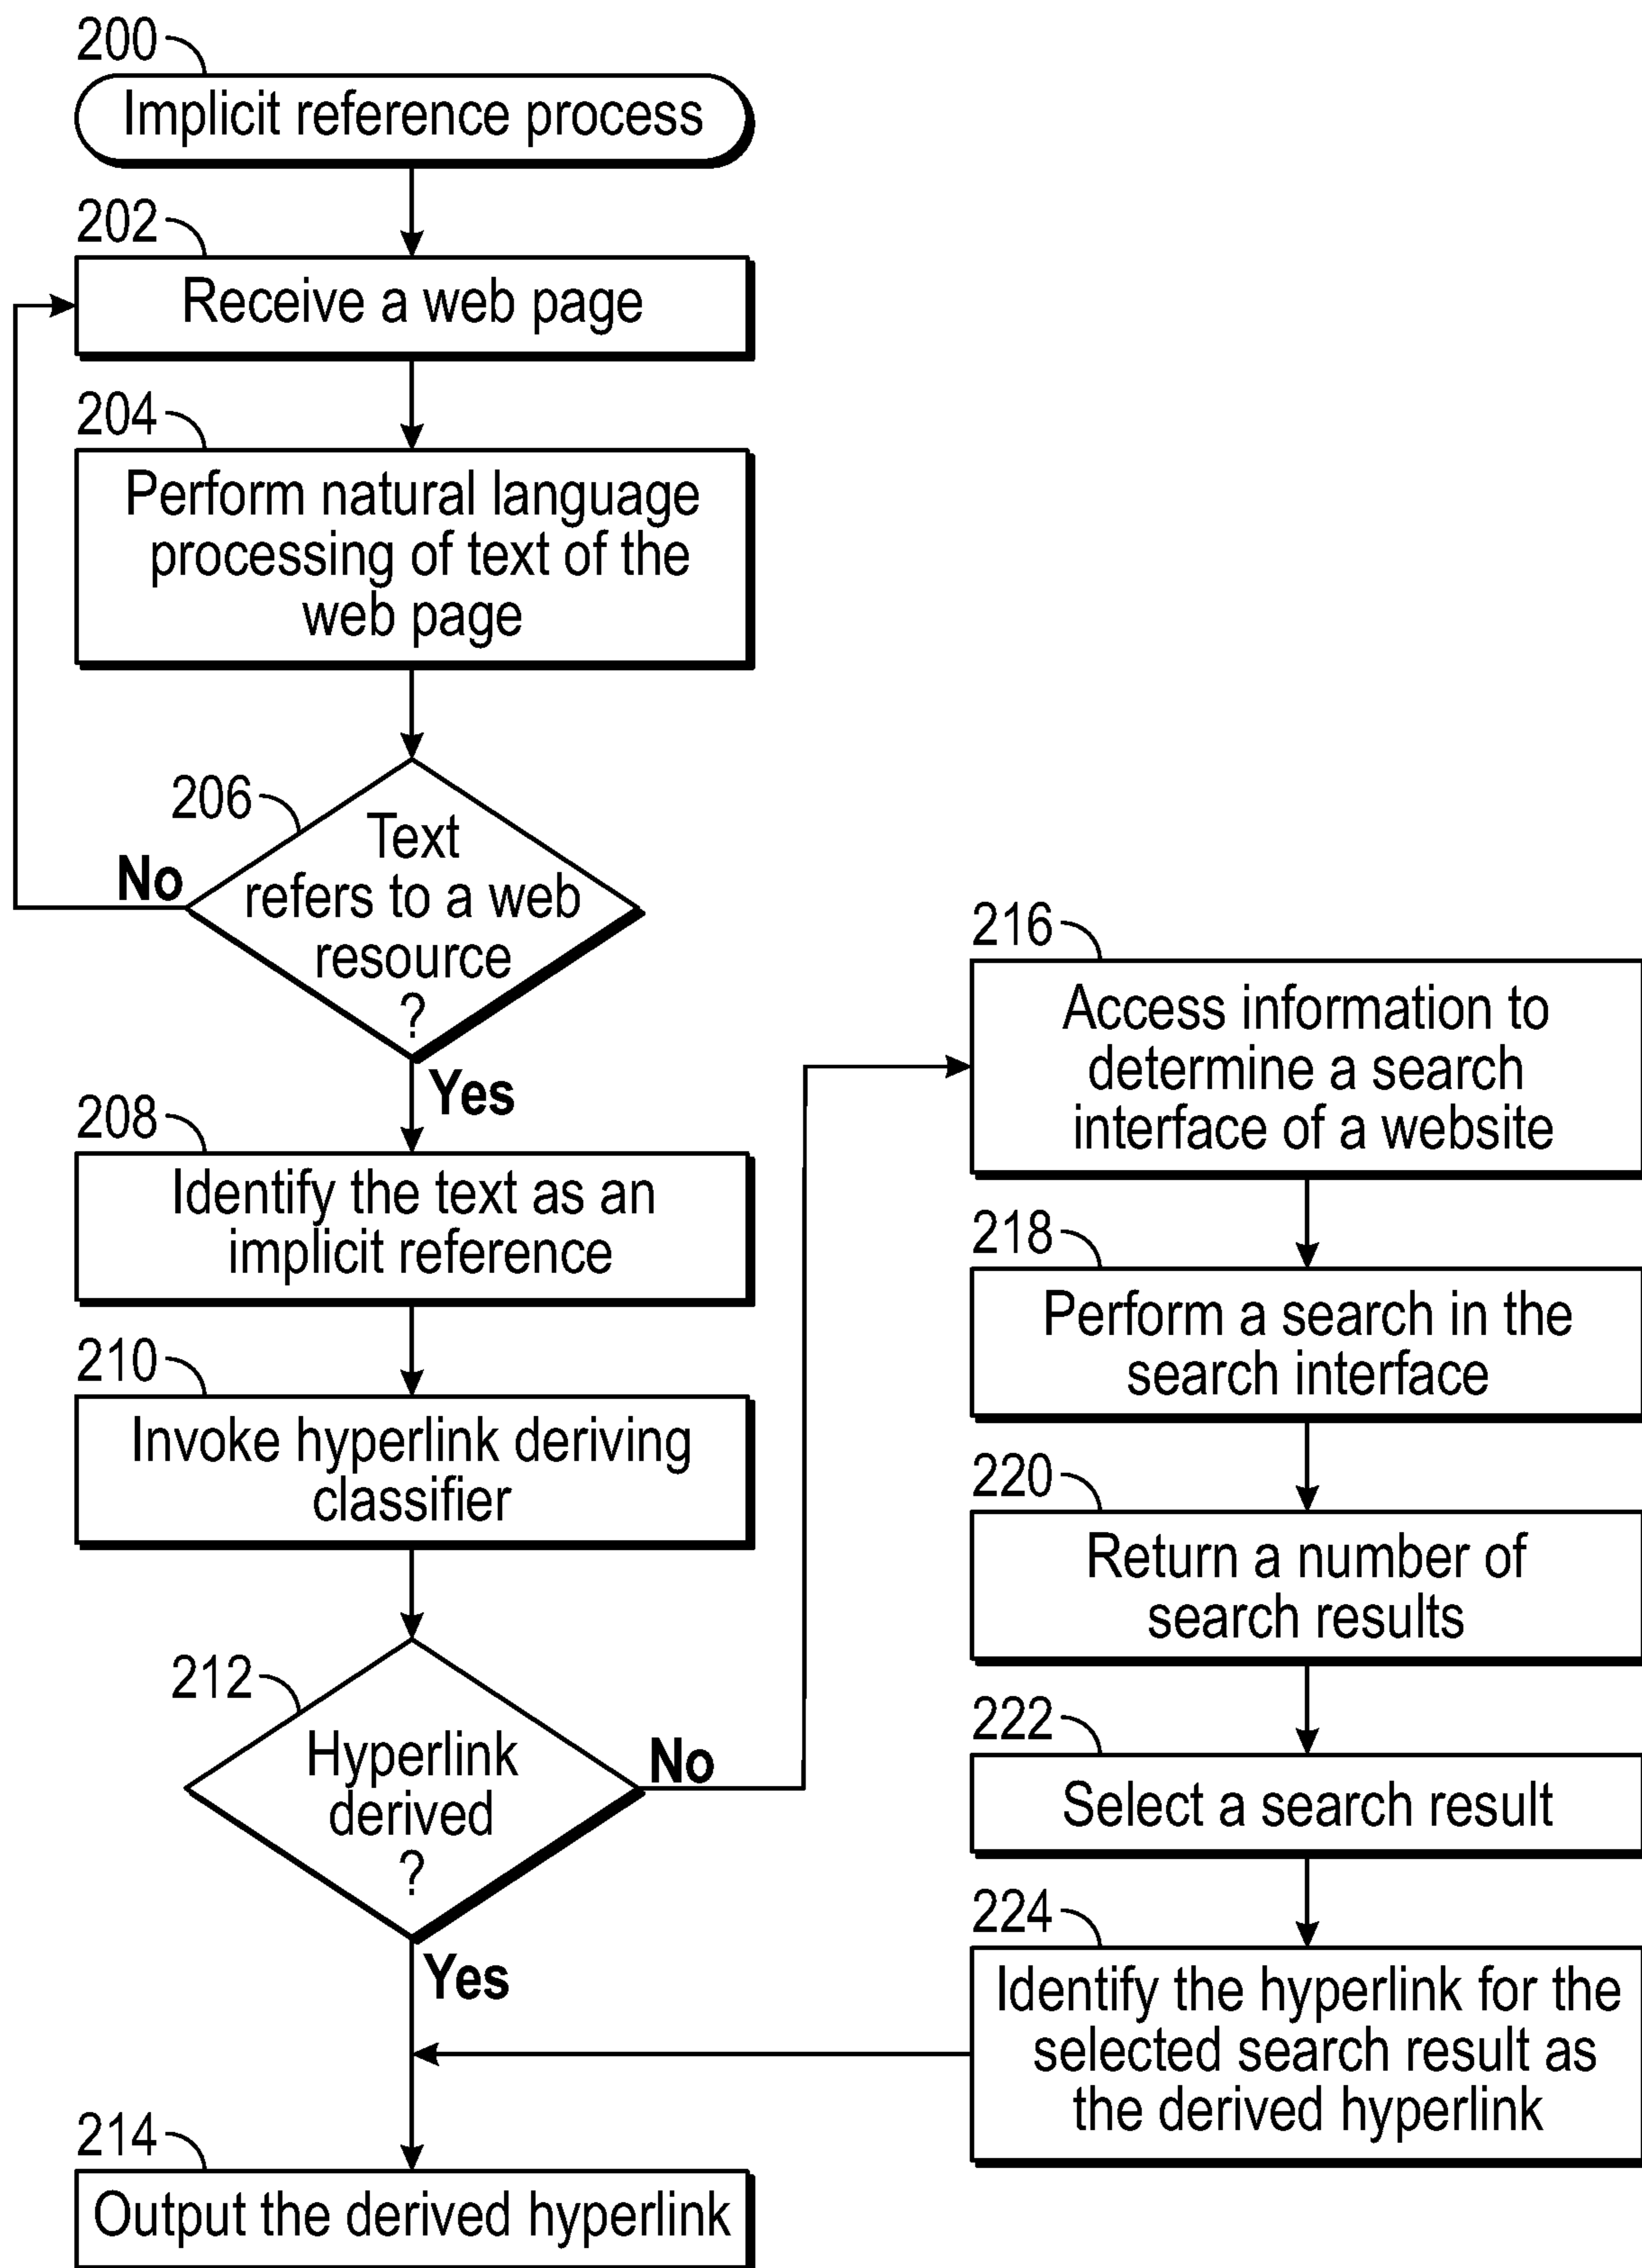 200
Implicit reference process
202
Receive a web page
204
Perform natural language
processing of text of the
web page
206
Text
refers to a web
resource
?
No
Yes
208
Identify the text as an
implicit reference
210
Invoke hyperlink deriving
classifier
212
Hyperlink
derived
?
No
Yes
214
Output the derived hyperlink
216
Access information to
determine a search
interface of a website
218
Perform a search in the
search interface
220
Return a number of
search results
222
Select a search result
224
Identify the hyperlink for the
selected search result as
the derived hyperlink